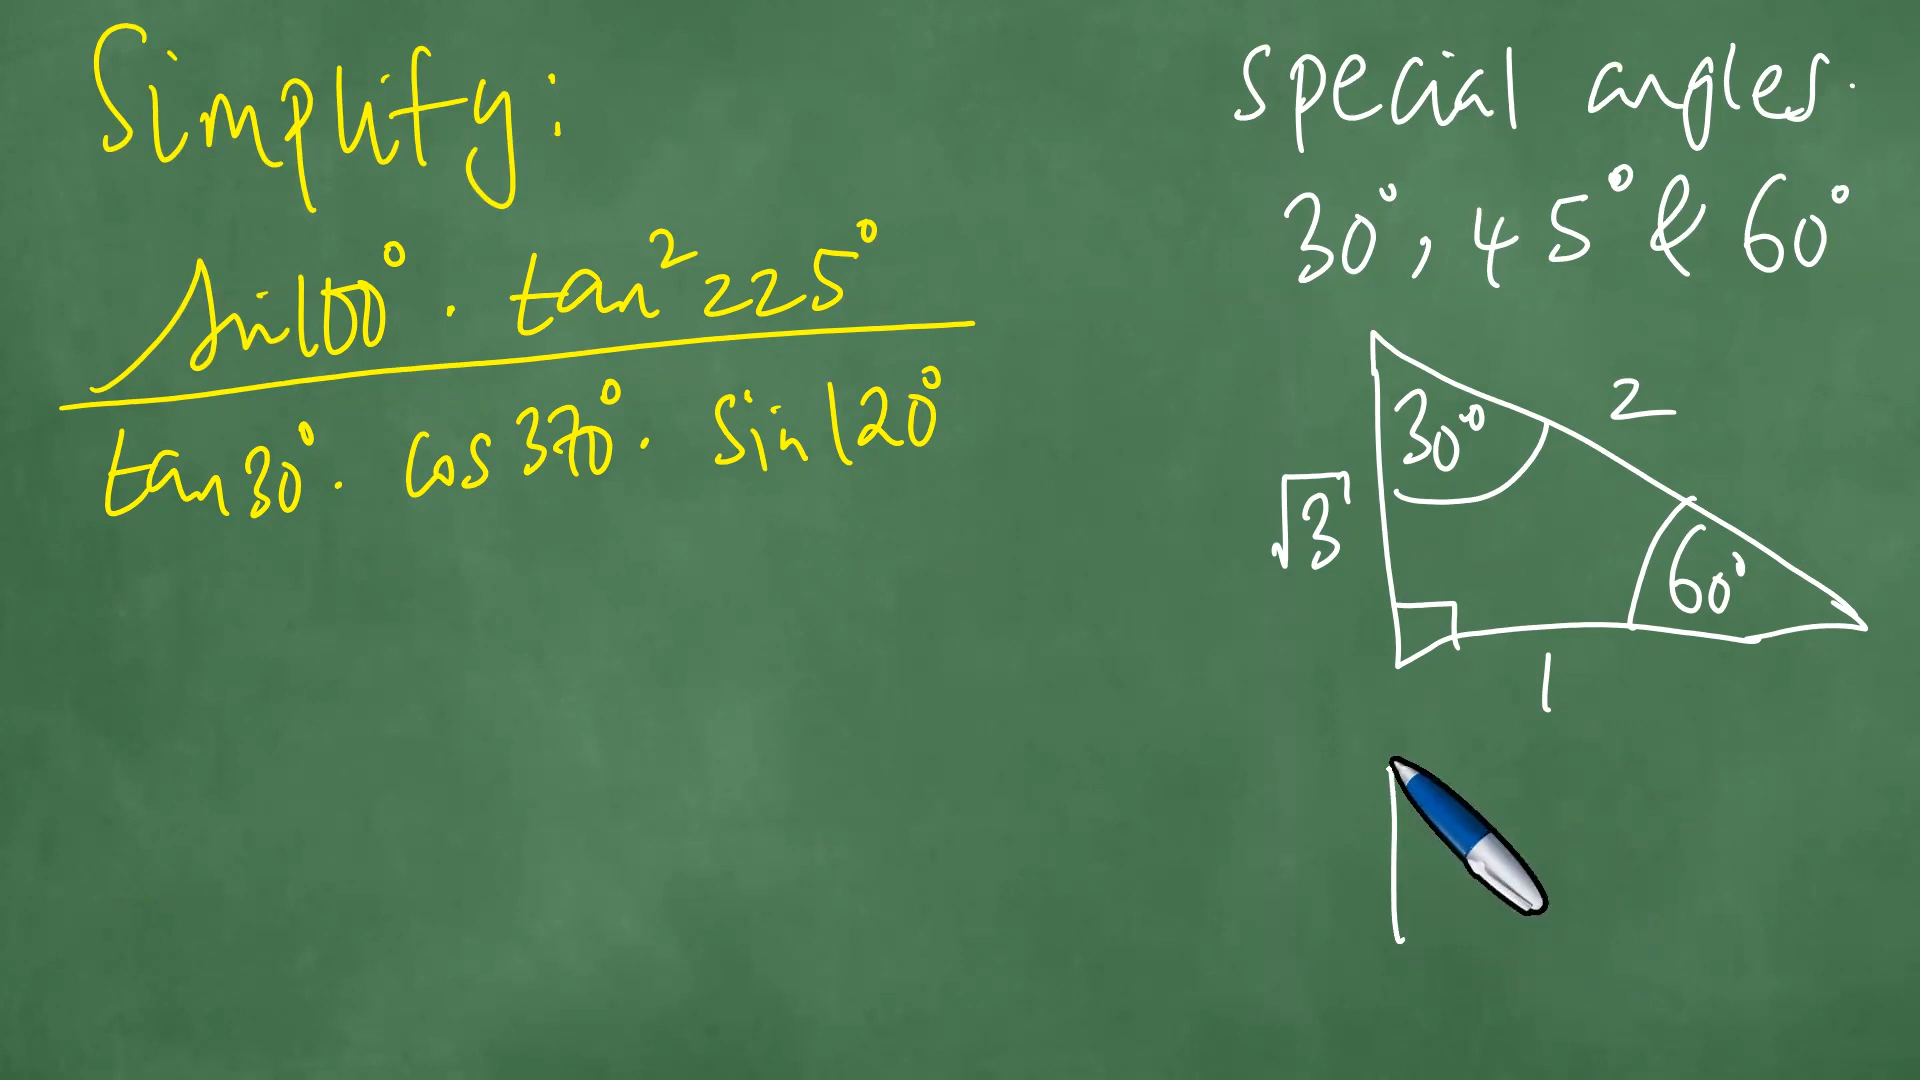 Simplify:
sin100° · tan²225°
tan30° · cos370° · sin120°
special angles.
30°, 45° & 60°
30°
2
√3
60°
1